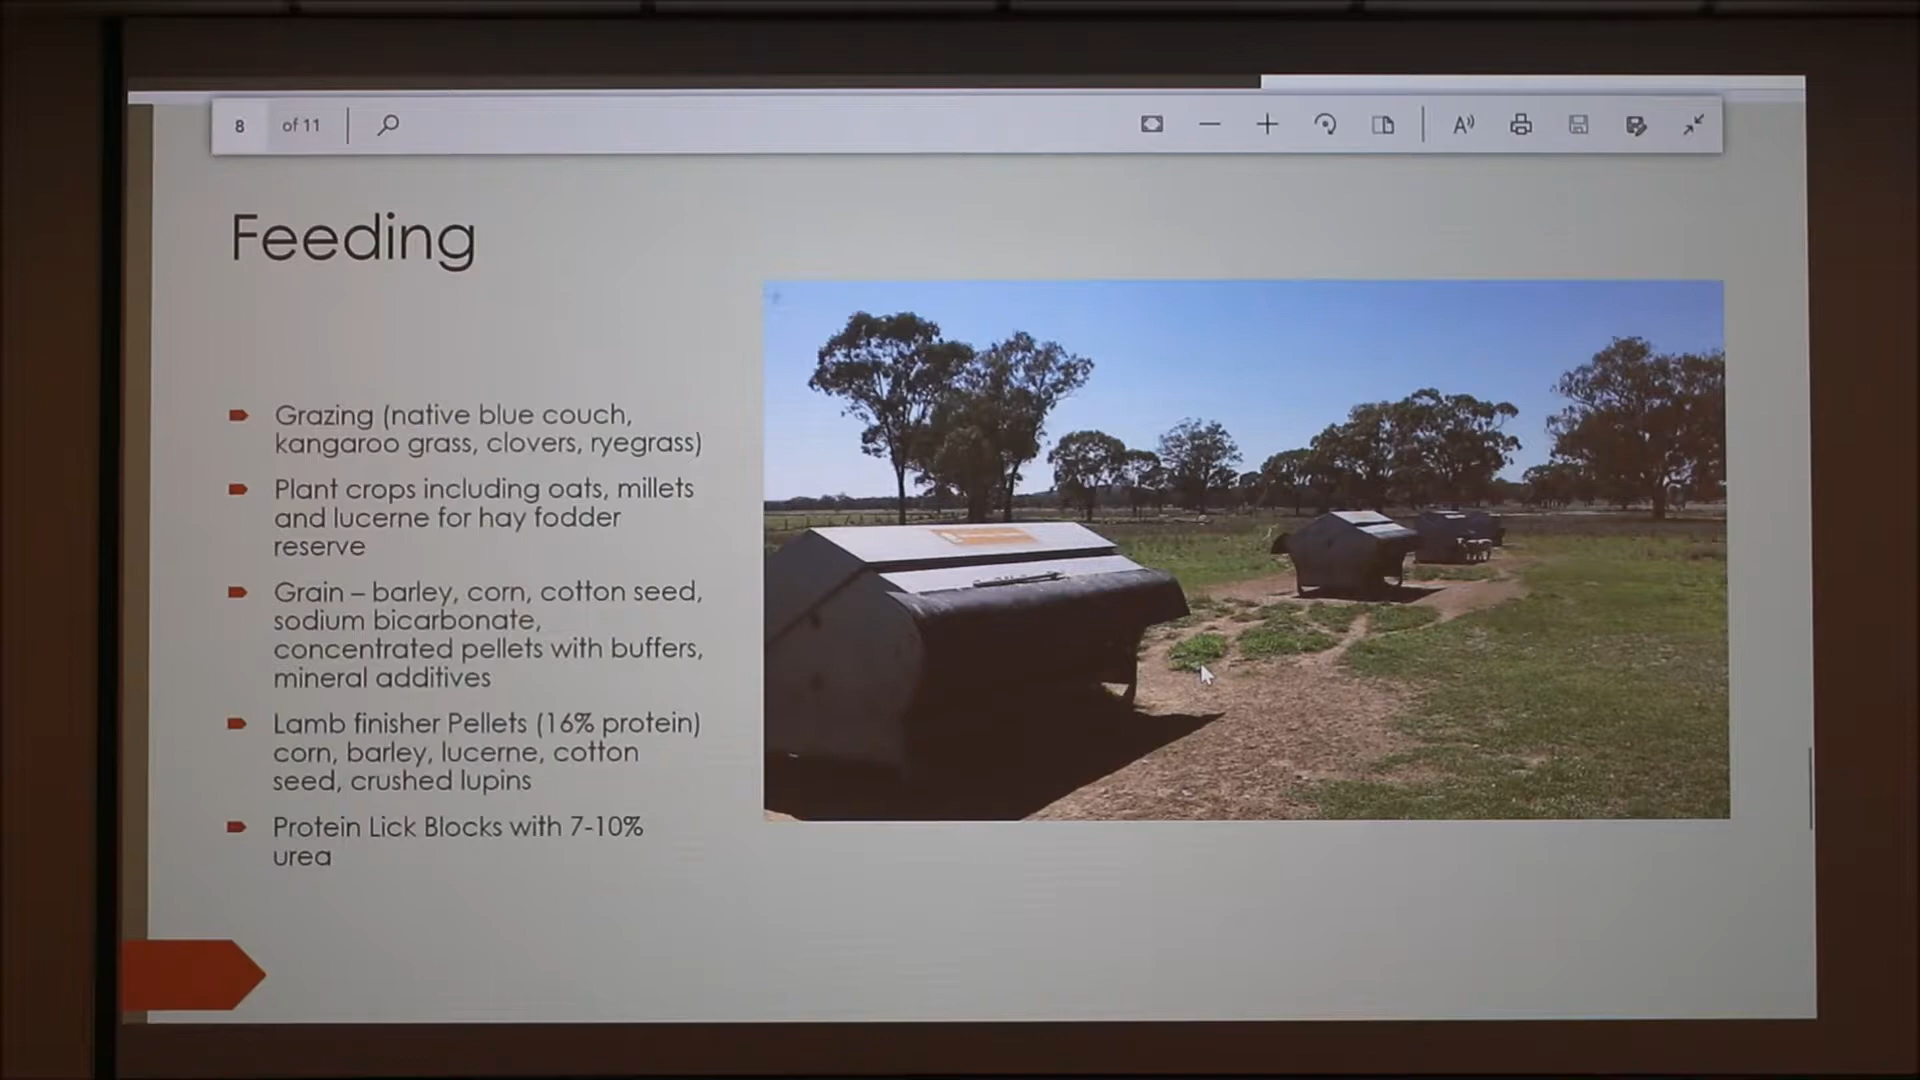 8 of 11
Feeding
Grazing (native blue couch,
kangaroo grass, clovers, ryegrass)
Plant crops including oats, millets
and lucerne for hay fodder
reserve
Grain – barley, corn, cotton seed,
sodium bicarbonate,
concentrated pellets with buffers,
mineral additives
Lamb finisher Pellets (16% protein)
corn, barley, lucerne, cotton
seed, crushed lupins
Protein Lick Blocks with 7-10%
urea